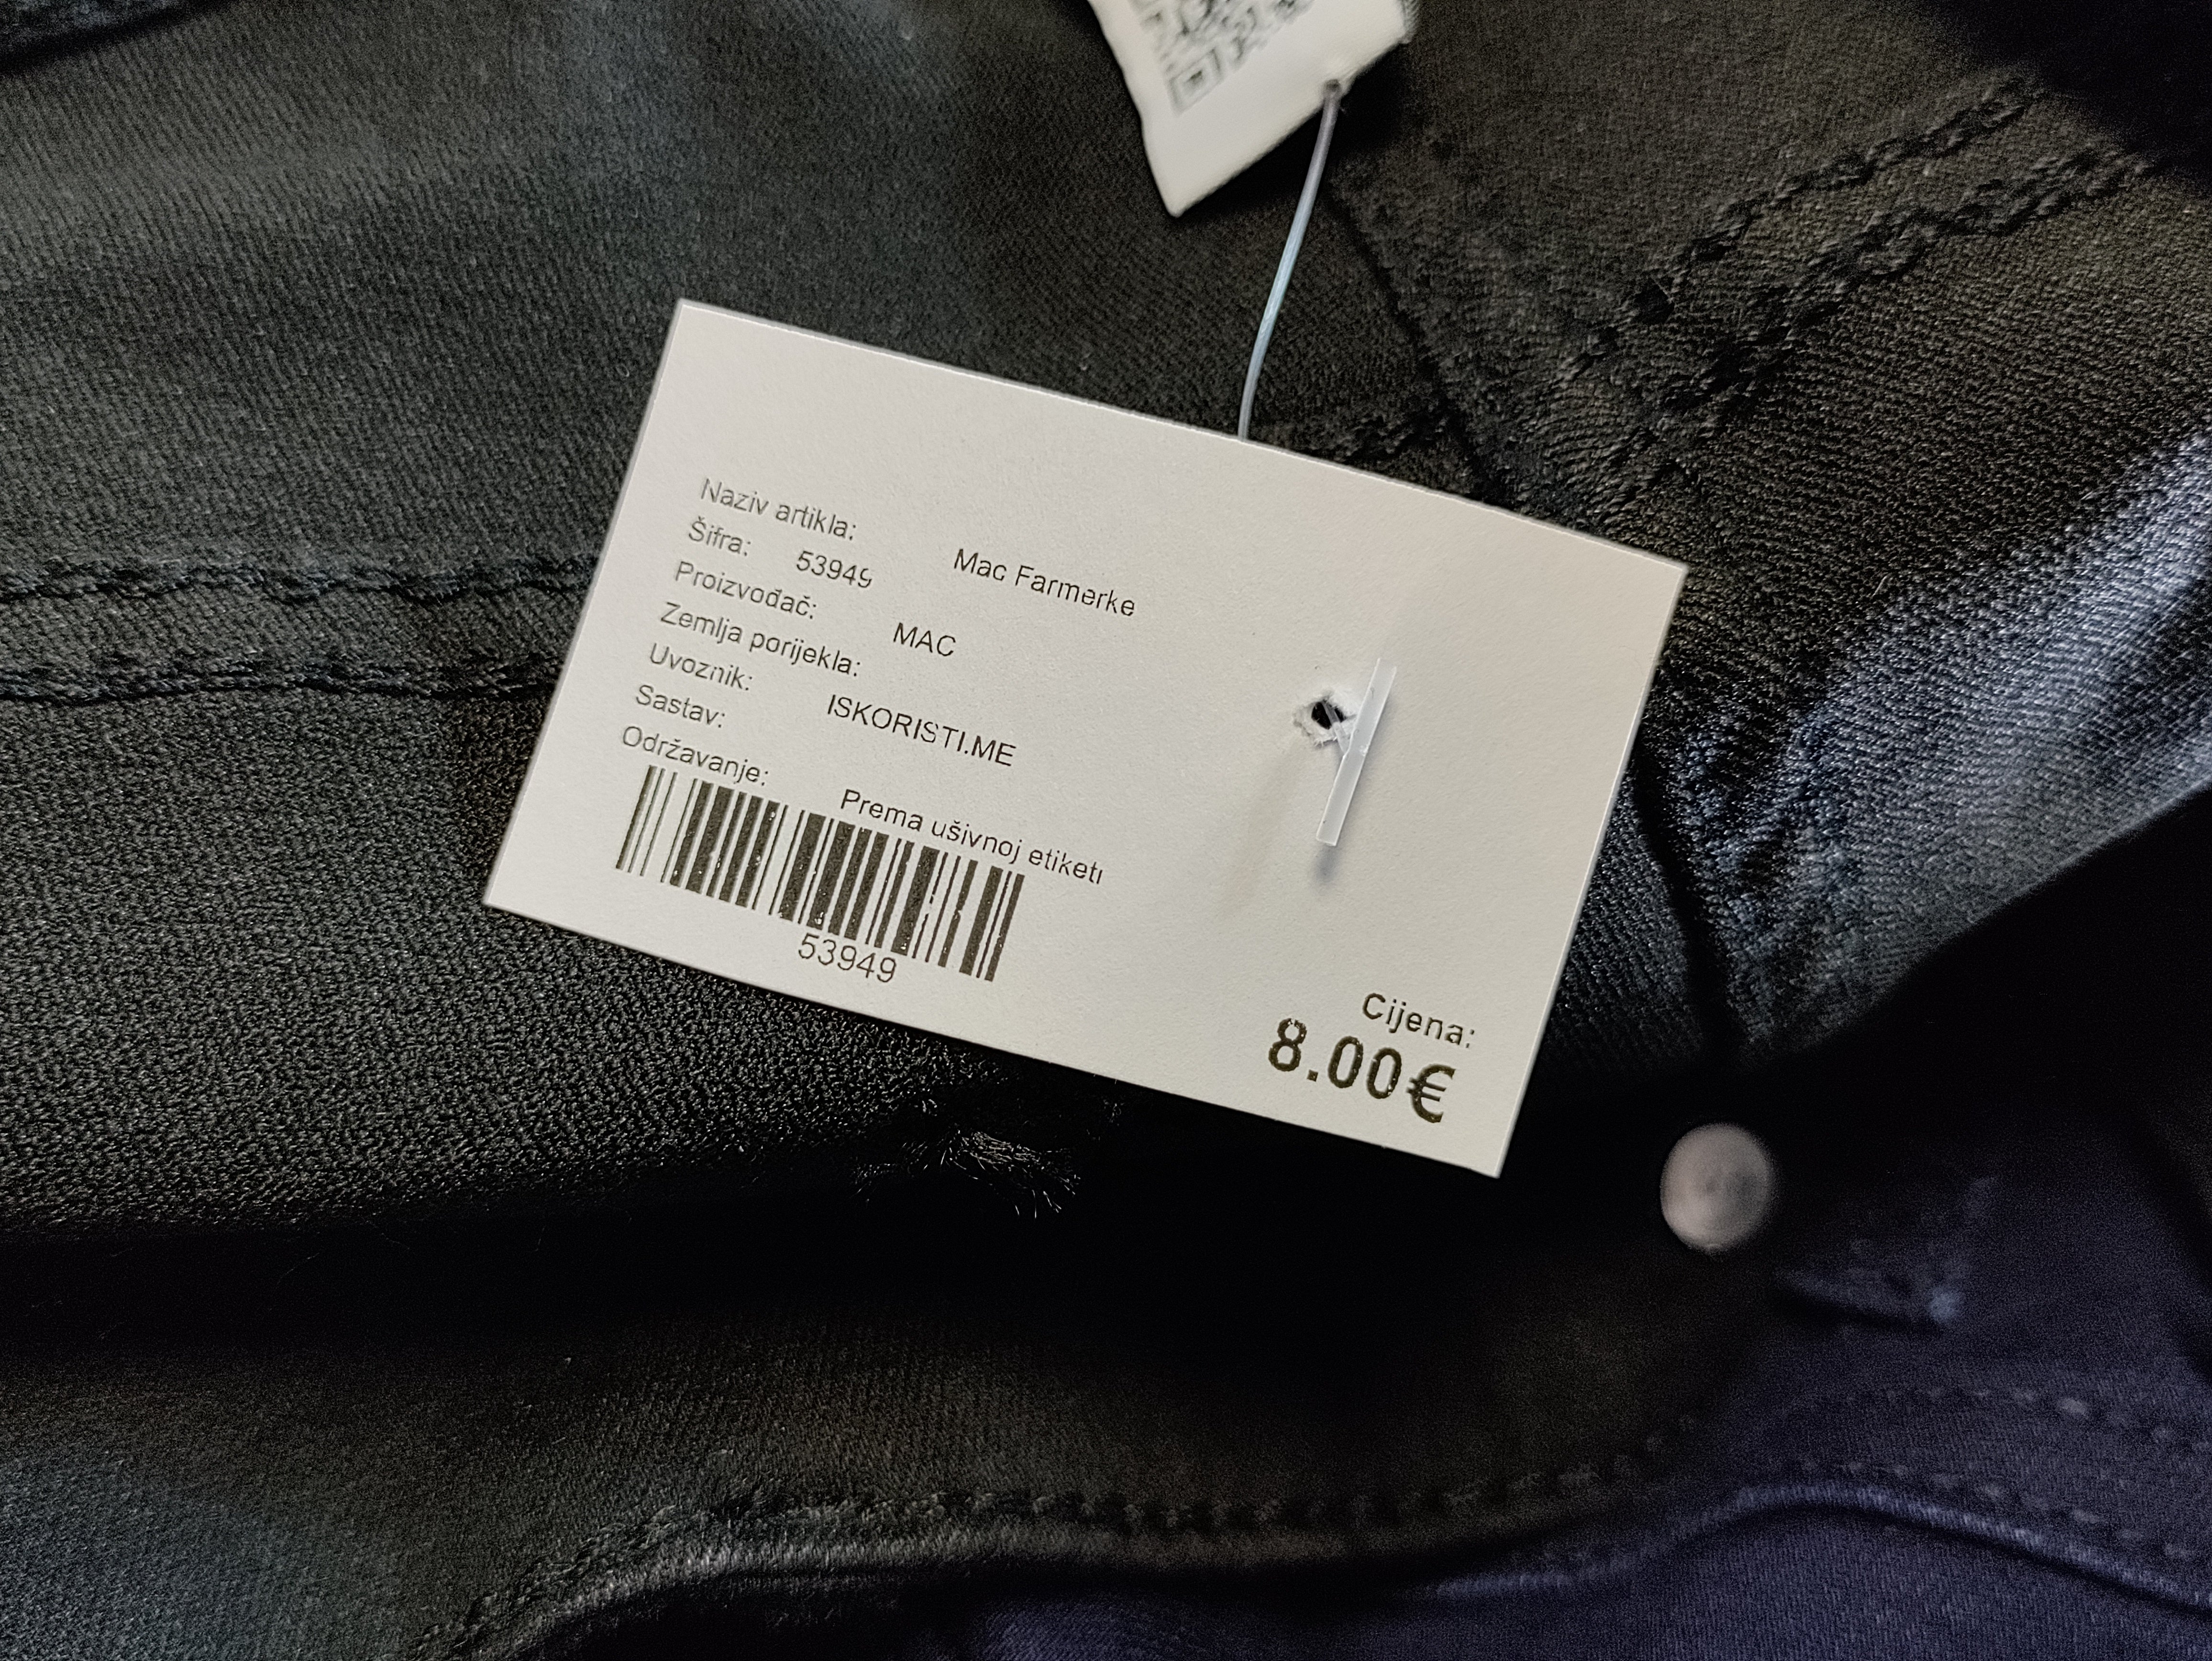 Naziv artikla: Mac Farmerke
Šifra: 53949
Proizvođač: MAC
Zemlja porijekla:
Uvoznik: ISKORISTI.ME
Sastav:
Održavanje: Prema ušivnoj etiketi
53949
Cijena:
8.00€